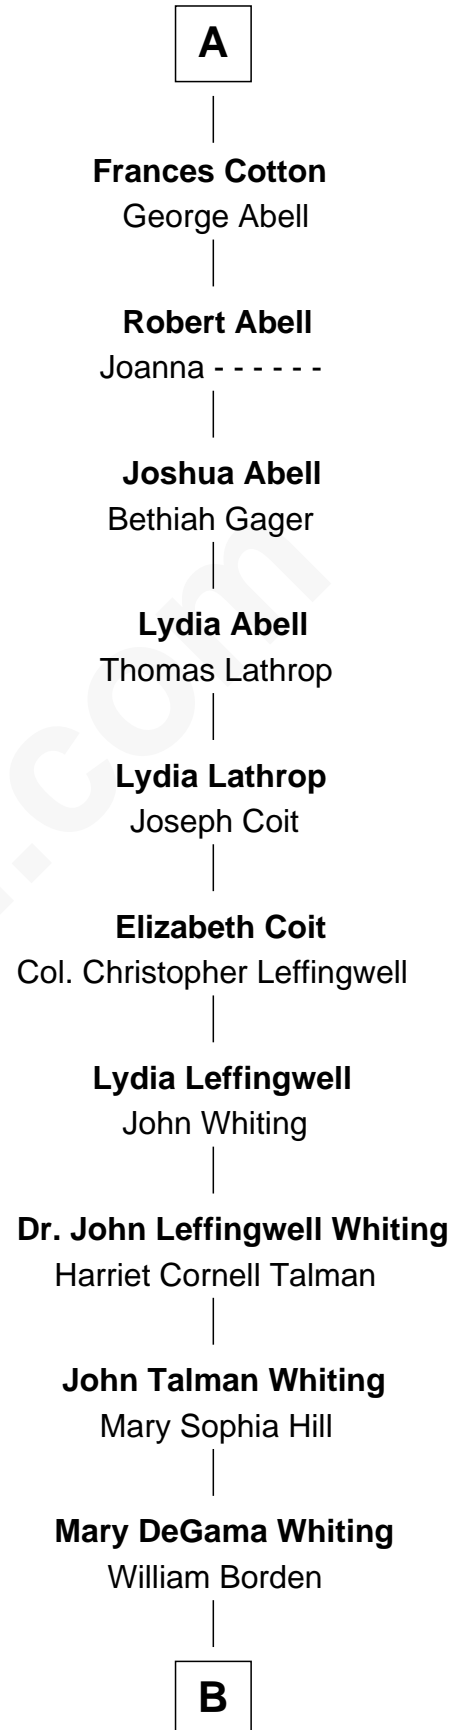 A
Frances Cotton
George Abell
Robert Abell
Joanna - - - - - -
Joshua Abell
Bethiah Gager
Lydia Abell
Thomas Lathrop
Lydia Lathrop
Joseph Coit
Elizabeth Coit
Col. Christopher Leffingwell
Lydia Leffingwell
John Whiting
Dr. John Leffingwell Whiting
Harriet Cornell Talman
John Talman Whiting
Mary Sophia Hill
Mary DeGama Whiting
William Borden
B